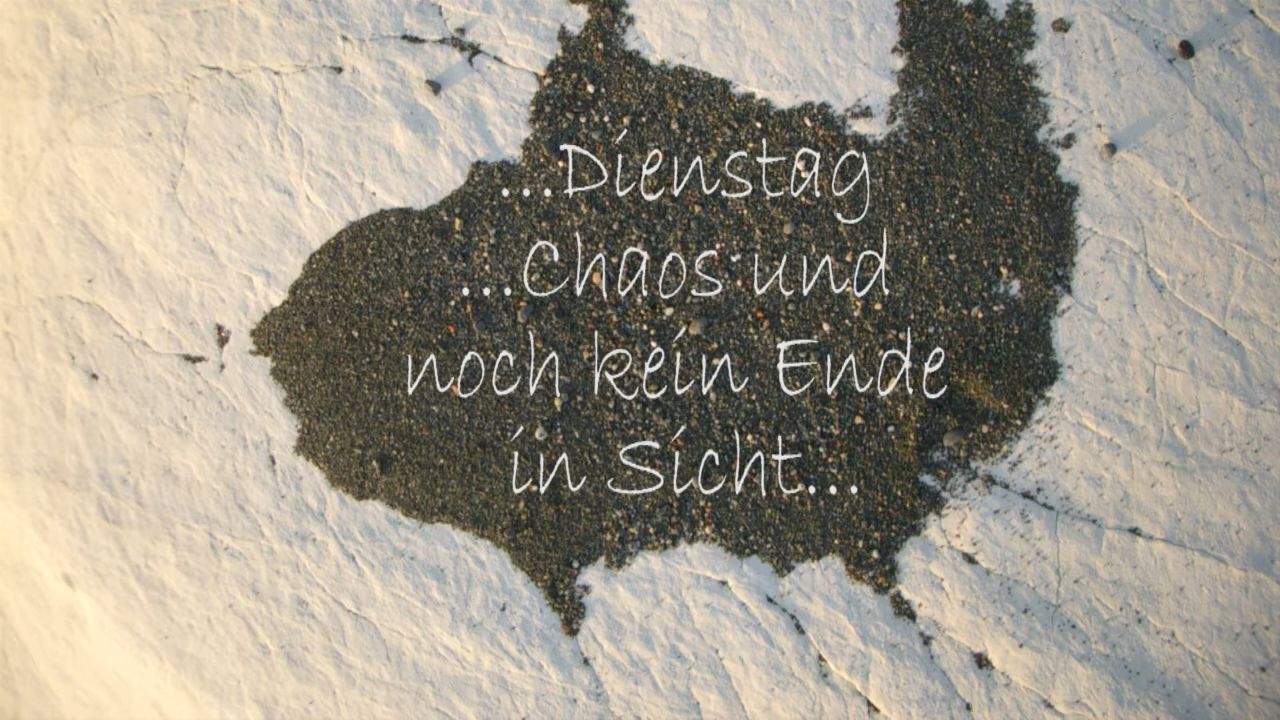 ...Dienstag
...Chaos und
noch kein Ende
in Sicht...